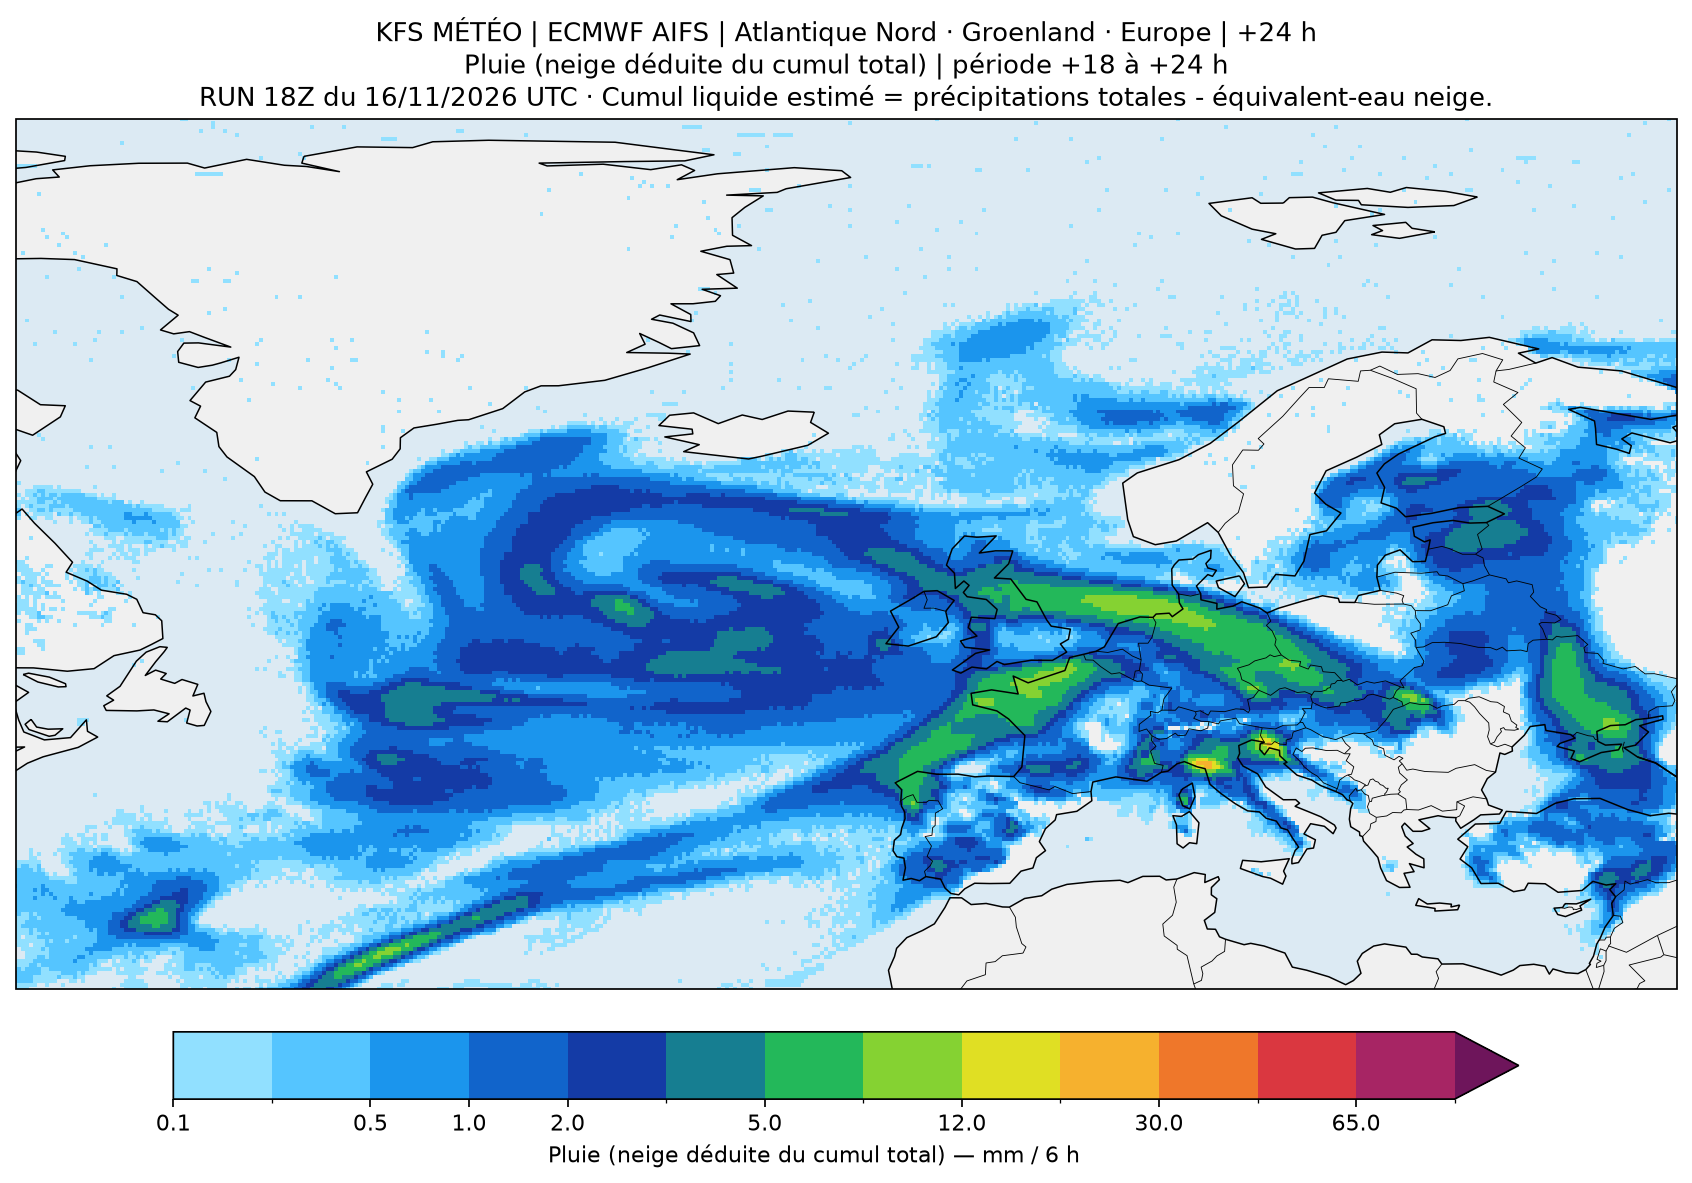 KFS MÉTÉO | ECMWF AIFS | Atlantique Nord · Groenland · Europe | +24 h
Pluie (neige déduite du cumul total) | période +18 à +24 h
RUN 18Z du 16/11/2026 UTC · Cumul liquide estimé = précipitations totales - équivalent-eau neige.
0.1 0.5 1.0 2.0 5.0 12.0 30.0 65.0
Pluie (neige déduite du cumul total) — mm / 6 h